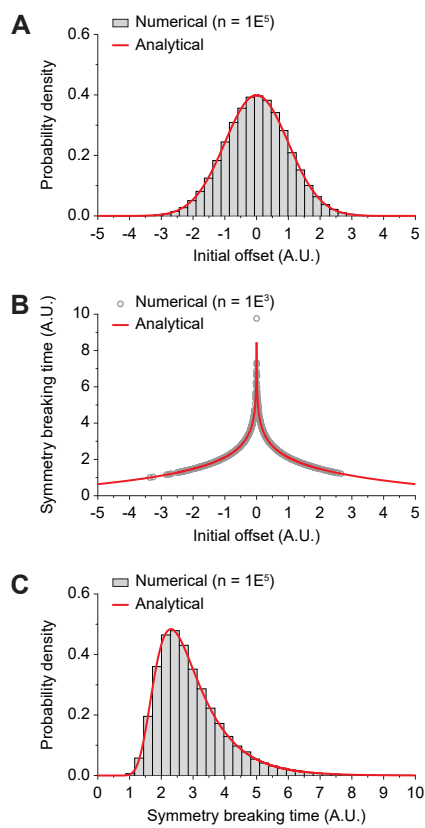 A
Numerical (n = 1E⁵)
Analytical
Probability density
0.6
0.4
0.2
0.0
-5 -4 -3 -2 -1 0 1 2 3 4 5
Initial offset (A.U.)
B
Numerical (n = 1E³)
Analytical
Symmetry breaking time (A.U.)
10
8
6
4
2
0
-5 -4 -3 -2 -1 0 1 2 3 4 5
Initial offset (A.U.)
C
Numerical (n = 1E⁵)
Analytical
Probability density
0.6
0.4
0.2
0.0
0 1 2 3 4 5 6 7 8 9 10
Symmetry breaking time (A.U.)